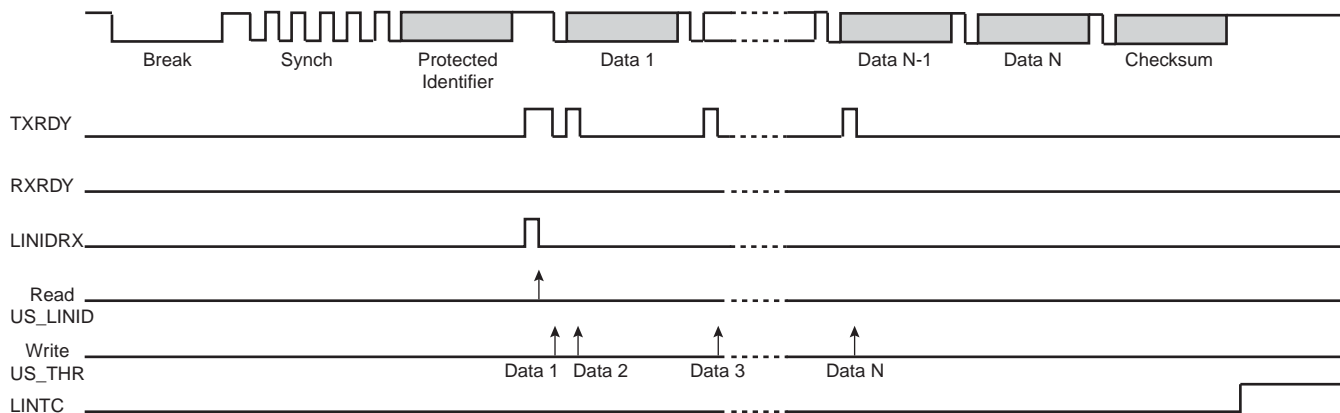 Break Synch Protected Data 1 Data N-1 Data N Checksum
Identifier
TXRDY
RXRDY
LINIDRX
Read
US_LINID
Write
US_THR
Data 1 Data 2 Data 3 Data N
LINTC